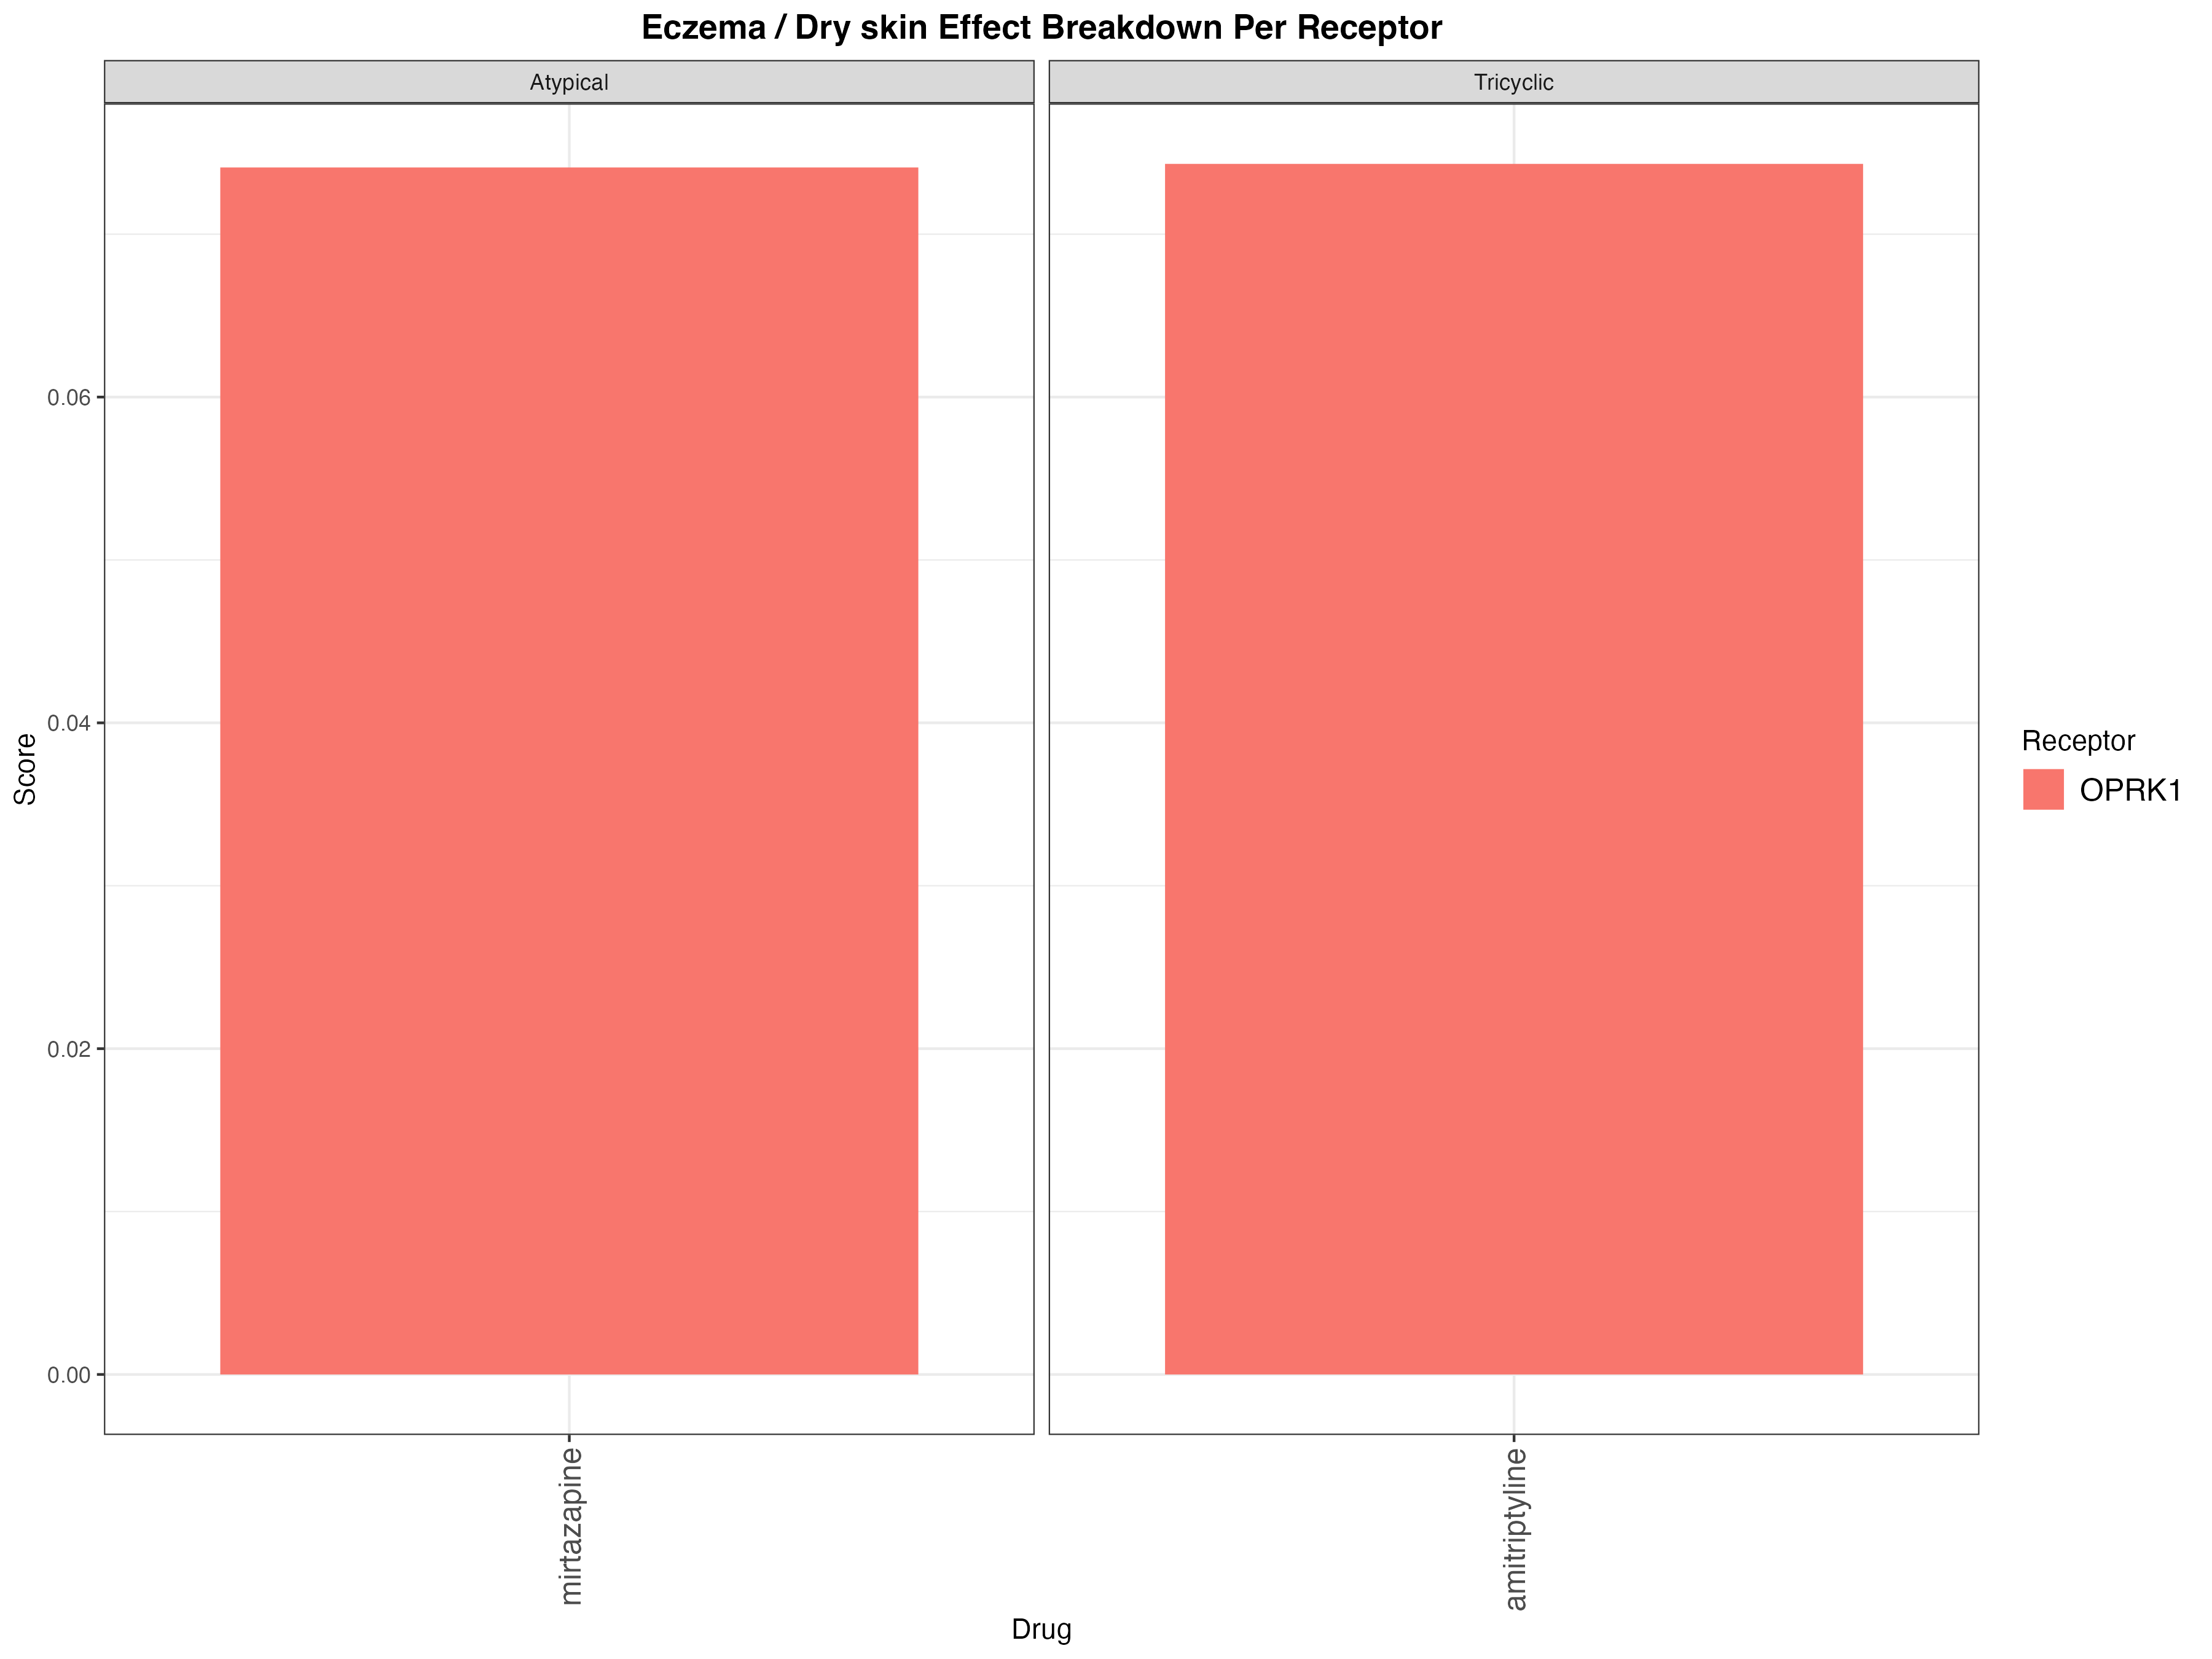 Eczema / Dry skin Effect Breakdown Per Receptor
Atypical
Tricyclic
0.06
0.04
0.02
0.00
Score
mirtazapine
amitriptyline
Drug
Receptor
OPRK1